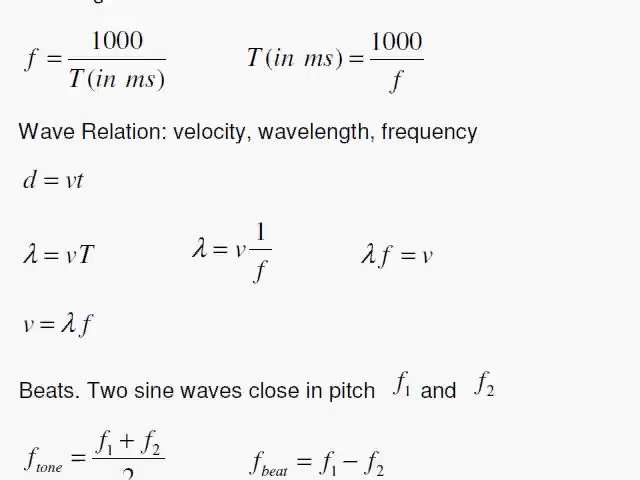 f = 1000 / T(in ms)    T(in ms) = 1000 / f
Wave Relation: velocity, wavelength, frequency
d = vt
λ = vT    λ = v 1/f    λf = v
v = λf
Beats. Two sine waves close in pitch f₁ and f₂
f_tone = (f₁ + f₂) / 2    f_beat = f₁ − f₂